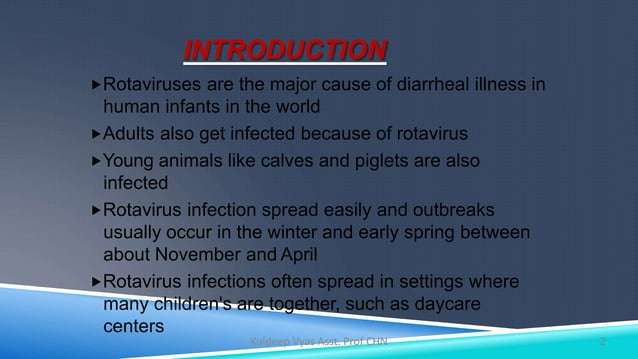 INTRODUCTION
▶Rotaviruses are the major cause of diarrheal illness in
human infants in the world
▶Adults also get infected because of rotavirus
▶Young animals like calves and piglets are also
infected
▶Rotavirus infection spread easily and outbreaks
usually occur in the winter and early spring between
about November and April
▶Rotavirus infections often spread in settings where
many children's are together, such as daycare
centers
Kuldeep Vyas Asst. Prof CHN
2